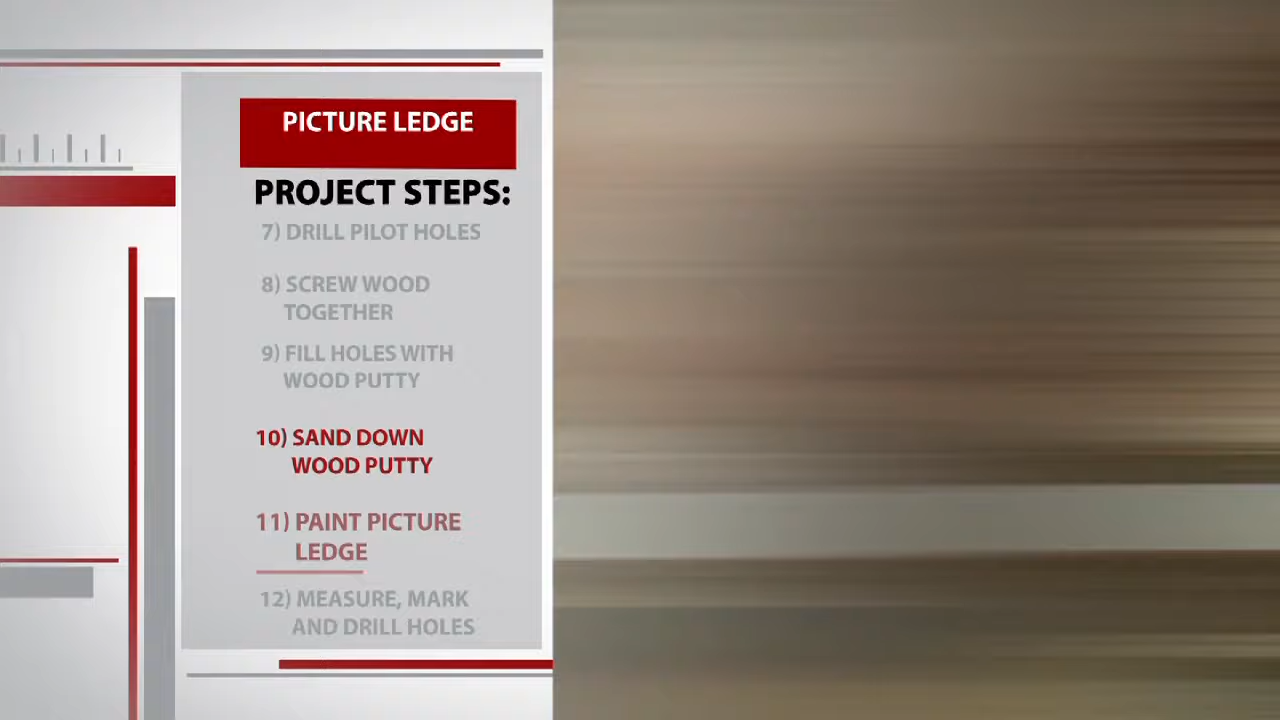 PICTURE LEDGE
PROJECT STEPS:
7) DRILL PILOT HOLES
8) SCREW WOOD
TOGETHER
9) FILL HOLES WITH
WOOD PUTTY
10) SAND DOWN
WOOD PUTTY
11) PAINT PICTURE
LEDGE
12) MEASURE, MARK
AND DRILL HOLES